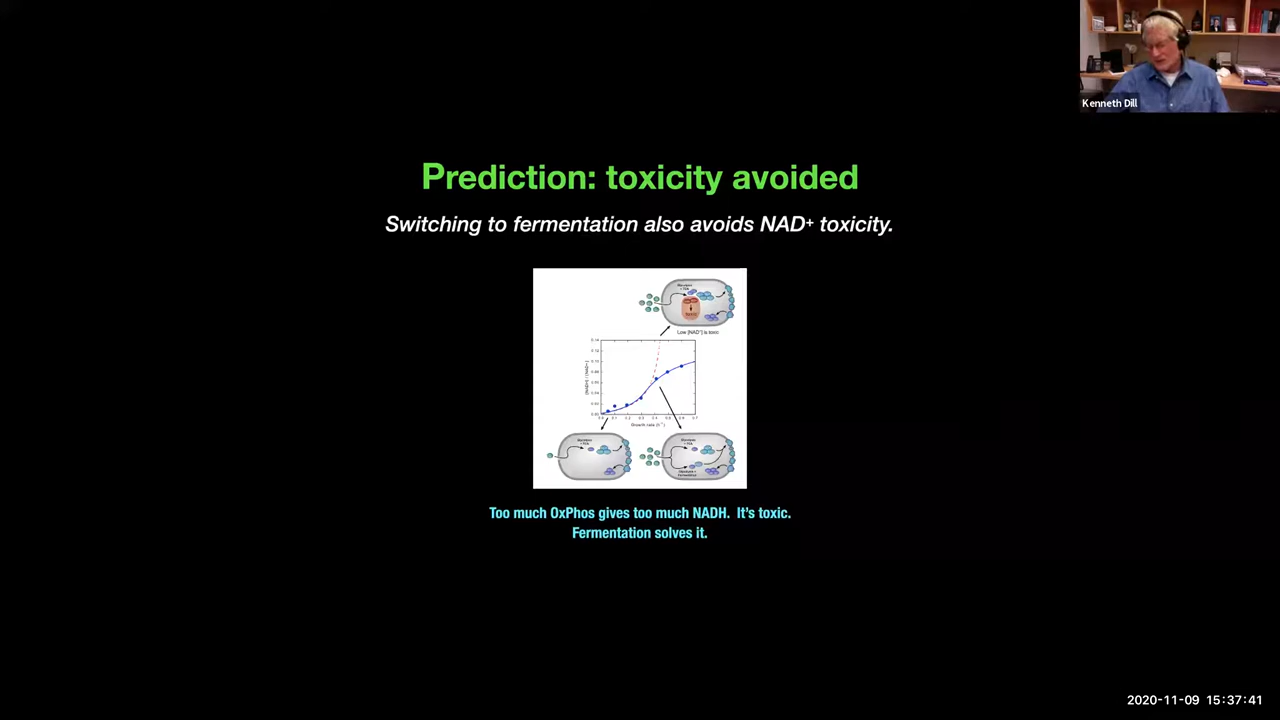 Kenneth Dill
Prediction: toxicity avoided
Switching to fermentation also avoids NAD+ toxicity.
Low [NAD+] is toxic
Growth rate (h⁻¹)
Too much OxPhos gives too much NADH. It's toxic.
Fermentation solves it.
2020-11-09 15:37:41